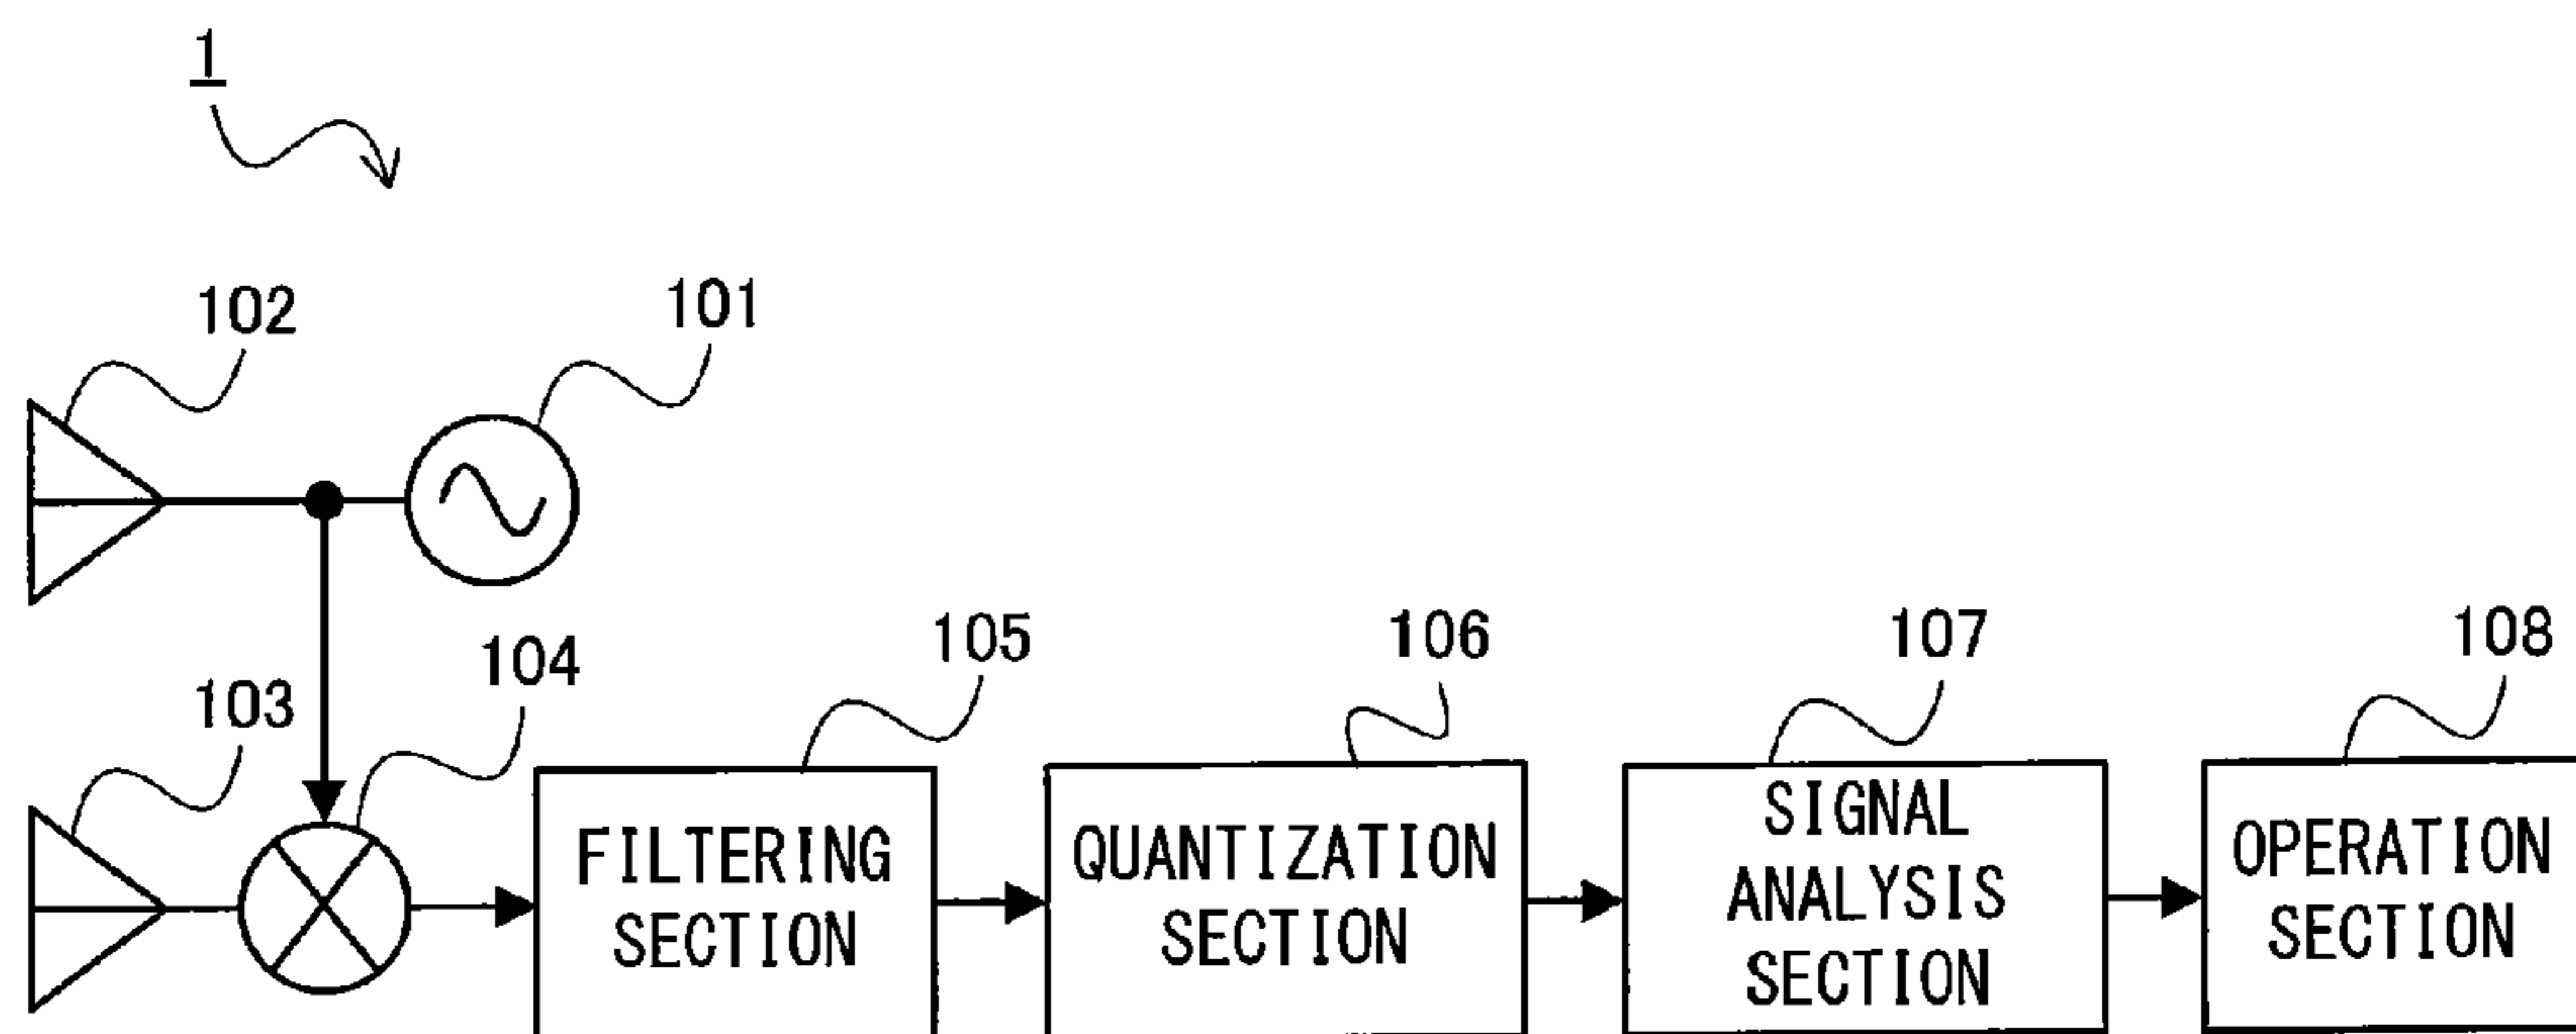 1
102
101
103
104
105
106
107
108
FILTERING
SECTION
QUANTIZATION
SECTION
SIGNAL
ANALYSIS
SECTION
OPERATION
SECTION